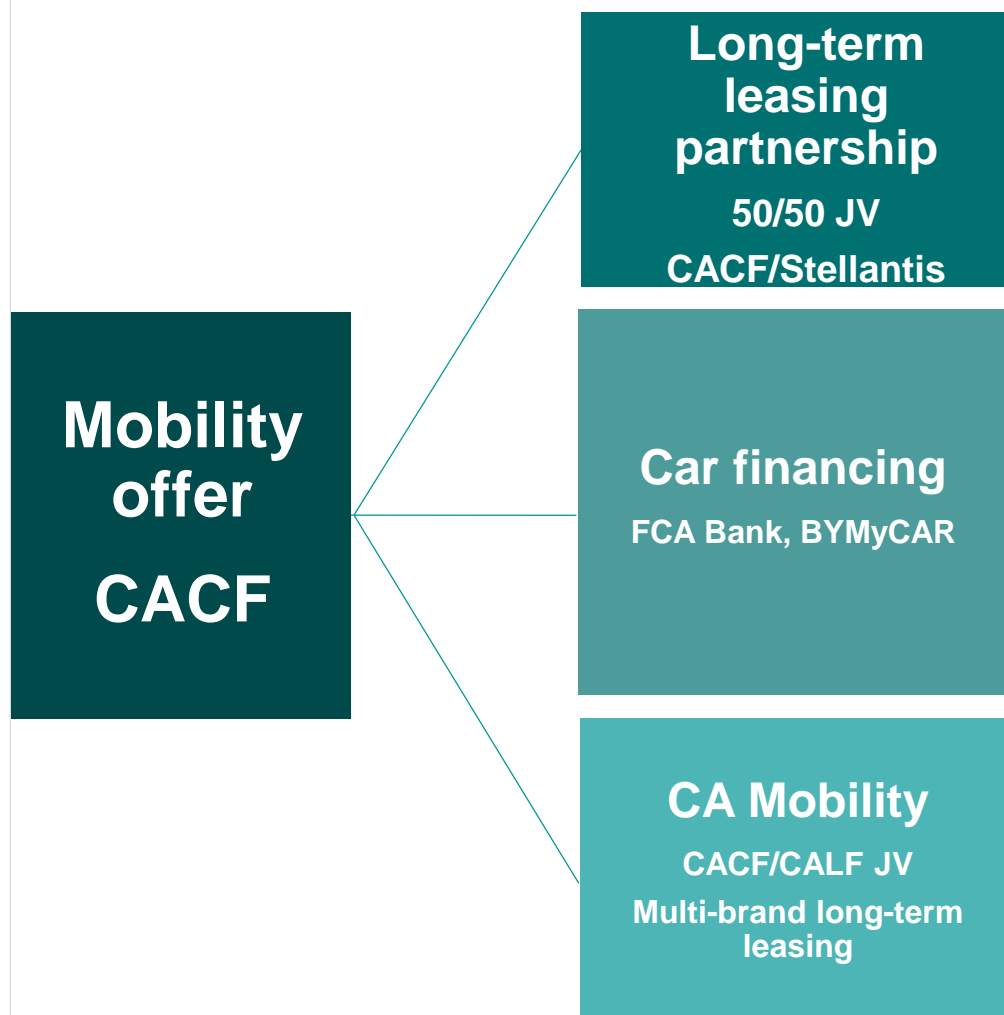 Mobility
offer
CACF
Long-term
leasing
partnership
50/50 JV
CACF/Stellantis
Car financing
FCA Bank, BYMyCAR
CA Mobility
CACF/CALF JV
Multi-brand long-term
leasing